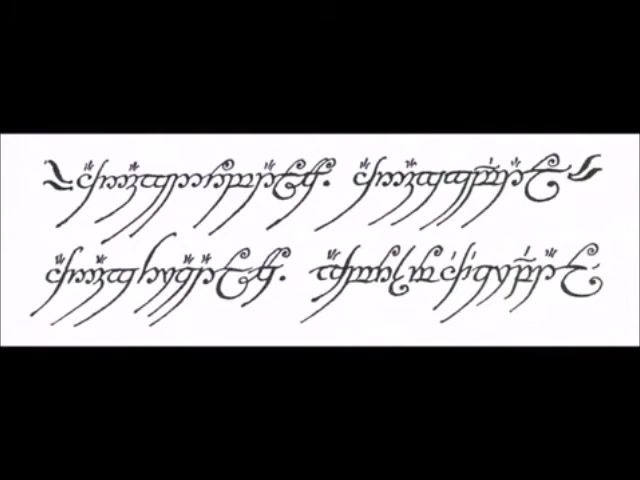 ash nazg durbatulûk, ash nazg gimbatul,
ash nazg thrakatulûk, agh burzum-ishi krimpatul